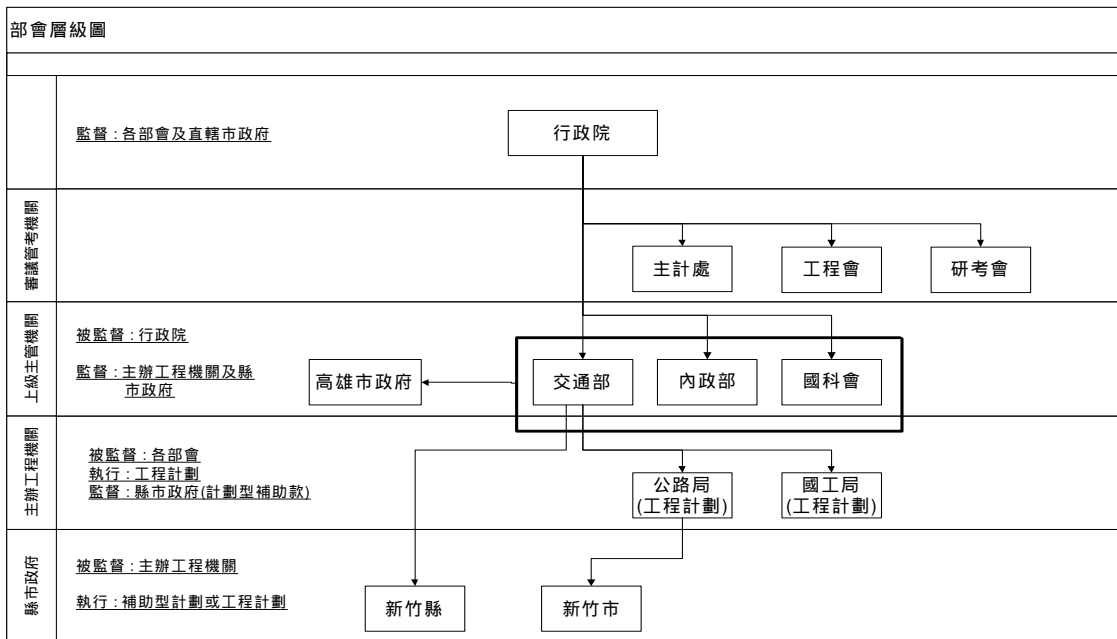 部會層級圖
監督:各部會及直轄市政府
行政院
審議管考機關
主計處
工程會
研考會
上級主管機關
被監督:行政院
監督:主辦工程機關及縣
市政府
高雄市政府
交通部
內政部
國科會
主辦工程機關
被監督:各部會
執行:工程計劃
監督:縣市政府(計劃型補助款)
公路局
(工程計劃)
國工局
(工程計劃)
縣市政府
被監督:主辦工程機關
執行:補助型計劃或工程計劃
新竹縣
新竹市